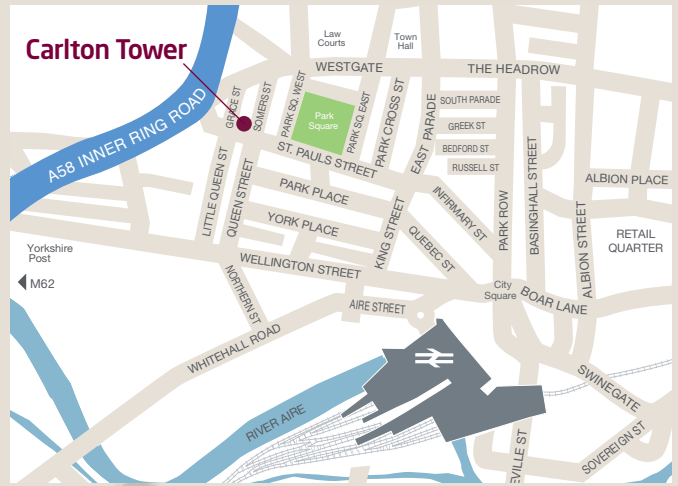 Law
Courts
Town
Hall
Carlton Tower
WESTGATE
THE HEADROW
GRACE ST
SOMERS ST
PARK SQ. WEST
Park
Square
PARK SQ. EAST
PARK CROSS ST
EAST PARADE
SOUTH PARADE
GREEK ST
BEDFORD ST
RUSSELL ST
A58 INNER RING ROAD
ST. PAULS STREET
LITTLE QUEEN ST
QUEEN STREET
PARK PLACE
YORK PLACE
KING STREET
INFIRMARY ST
QUEBEC ST
PARK ROW
BASINGHALL STREET
ALBION STREET
ALBION PLACE
RETAIL
QUARTER
Yorkshire
Post
M62
WELLINGTON STREET
NORTHERN ST
AIRE STREET
City
Square
BOAR LANE
WHITEHALL ROAD
RIVER AIRE
SWINEGATE
SOVEREIGN ST
EVILLE ST